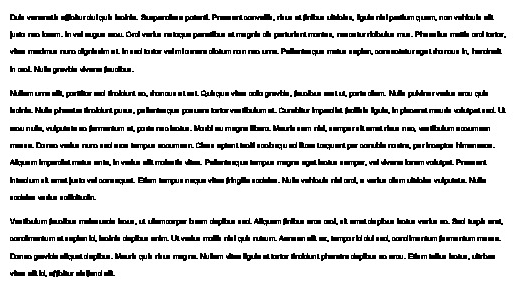 Duis venenatis efficitur dui quis lacinia. Suspendisse potenti. Praesent convallis, risus at finibus ultricies, ligula nisl pretium quam, non vehicula elit
justo nec lorem. In vel augue arcu. Orci varius natoque penatibus et magnis dis parturient montes, nascetur ridiculus mus. Phasellus mattis orci tortor,
vitae maximus nunc dignissim et. In sed tortor vel mi ornare dictum non nec urna. Pellentesque metus sapien, consectetur eget rhoncus in, hendrerit
in orci. Nulla gravida viverra faucibus.
Nullam urna elit, porttitor sed tincidunt ac, rhoncus et est. Quisque vitae odio gravida, faucibus erat ut, porta diam. Nulla pulvinar varius arcu quis
lacinia. Nulla pharetra tincidunt purus, pellentesque posuere tortor vestibulum et. Curabitur imperdiet facilisis ligula, in placerat mauris volutpat sed. Ut
arcu nulla, vulputate ac fermentum at, porta nec lectus. Morbi eu magna libero. Mauris sem nisl, semper sit amet risus nec, vestibulum accumsan
massa. Donec varius nunc sed eros tempus accumsan. Class aptent taciti sociosqu ad litora torquent per conubia nostra, per inceptos himenaeos.
Aliquam imperdiet metus ante, in varius elit molestie vitae. Pellentesque tempus magna eget lectus semper, vel viverra lorem volutpat. Praesent
interdum sit amet justo vel consequat. Etiam tempus neque vitae fringilla sodales. Nulla vehicula nisl orci, a varius diam ultricies vulputate. Nulla
sodales varius sollicitudin.
Vestibulum faucibus malesuada lacus, ut ullamcorper lorem dapibus sed. Aliquam finibus eros orci, sit amet dapibus lectus varius ac. Sed turpis erat,
condimentum et sapien id, lacinia dapibus enim. Ut varius mollis nisl quis rutrum. Aenean elit ex, tempor id dui sed, condimentum fermentum massa.
Donec gravida aliquet dapibus. Mauris quis risus magna. Nullam vitae ligula et tortor tincidunt pharetra dapibus ac arcu. Etiam tellus lectus, ultrices
vitae elit id, efficitur eleifend elit.